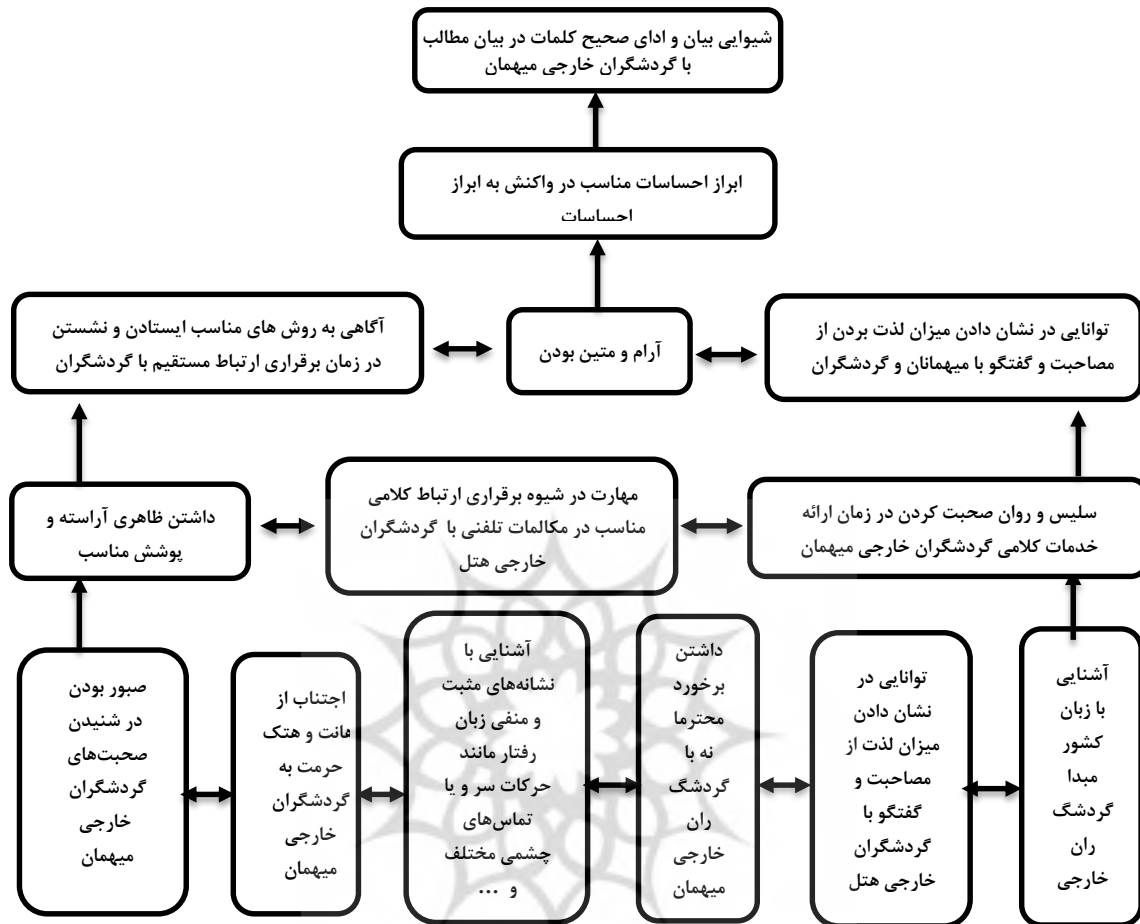 شیوایی بیان و ادای صحیح کلمات در بیان مطالب
با گردشگران خارجی میهمان
ابراز احساسات مناسب در واکنش به ابراز
احساسات
توانایی در نشان دادن میزان لذت بردن از
مصاحبت و گفتگو با میهمانان و گردشگران
آرام و متین بودن
آگاهی به روش های مناسب ایستادن و نشستن
در زمان برقراری ارتباط مستقیم با گردشگران
سلیس و روان صحبت کردن در زمان ارائه
خدمات کلامی گردشگران خارجی میهمان
مهارت در شیوه برقراری ارتباط کلامی
مناسب در مکالمات تلفنی با گردشگران
خارجی هتل
داشتن ظاهری آراسته و
پوشش مناسب
آشنایی
با زبان
کشور
مبدا
گردشگ
ران
خارجی
توانایی در
نشان دادن
میزان لذت از
مصاحبت و
گفتگو با
گردشگران
خارجی هتل
داشتن
برخورد
محترما
نه با
گردشگ
ران
خارجی
میهمان
آشنایی با
نشانه‌های مثبت
و منفی زبان
رفتار مانند
حرکات سر و یا
تماس‌های
چشمی مختلف
و ...
اجتناب از
هانت و هتک
حرمت به
گردشگران
خارجی
میهمان
صبور بودن
در شنیدن
صحبت‌های
گردشگران
خارجی
میهمان